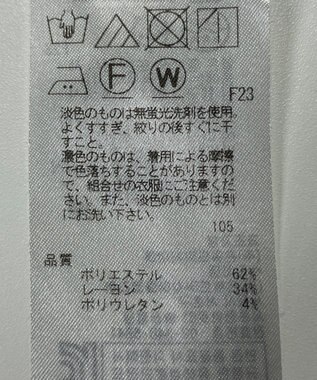 F
W
F23
淡色のものは無蛍光洗剤を使用
よくすすぎ、絞りの後すぐに干
すこと。
濃色のものは、着用による摩擦
で色落ちすることがありますの
で、組合せの衣服にご注意くだ
さい。また、淡色のものとは別
にお洗い下さい。
105
品質
ポリエステル 62%
レーヨン 34%
ポリウレタン 4%